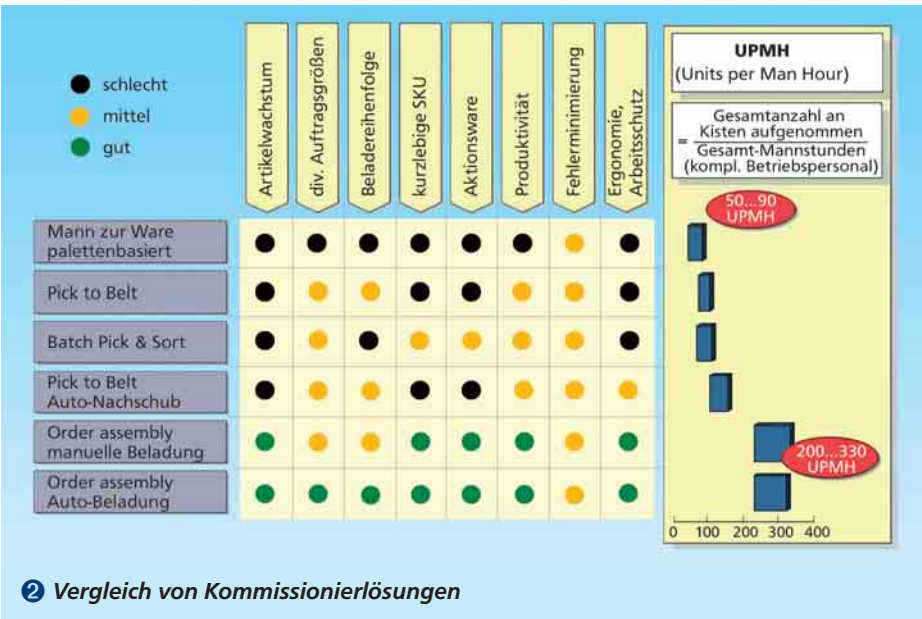 schlecht
mittel
gut
Artikelwachstum
div. Auftragsgrößen
Beladereihenfolge
kurzlebige SKU
Aktionsware
Produktivität
Fehlerminimierung
Ergonomie,
Arbeitsschutz
UPMH
(Units per Man Hour)
= Gesamtanzahl an
Kisten aufgenommen
Gesamt-Mannstunden
(kompl. Betriebspersonal)
50...90
UPMH
Mann zur Ware
palettenbasiert
Pick to Belt
Batch Pick & Sort
Pick to Belt
Auto-Nachschub
Order assembly
manuelle Beladung
200...330
UPMH
Order assembly
Auto-Beladung
0 100 200 300 400
2 Vergleich von Kommissionierlösungen